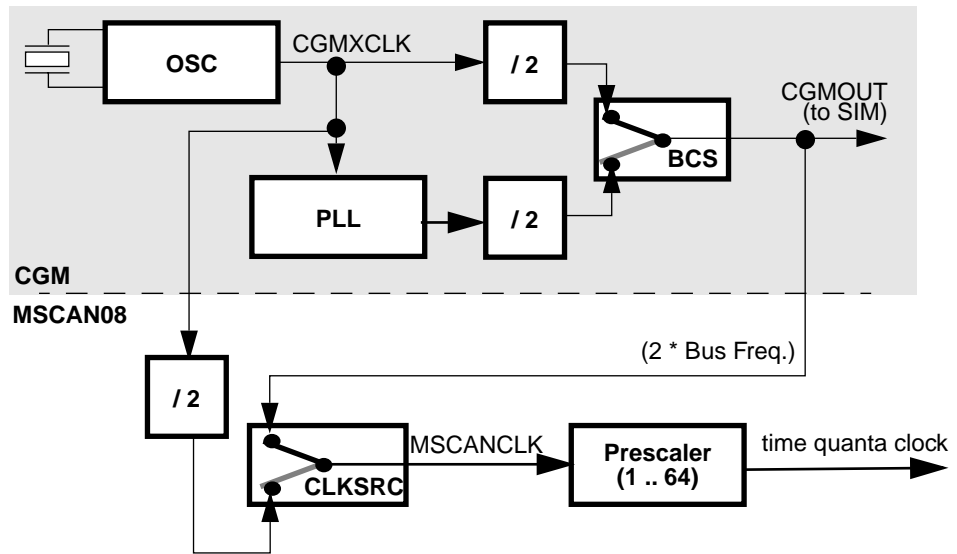 CGMXCLK
OSC
/ 2
CGMOUT
(to SIM)
BCS
PLL
/ 2
CGM
MSCAN08
(2 * Bus Freq.)
/ 2
MSCANCLK
CLKSRC
Prescaler
(1 .. 64)
time quanta clock